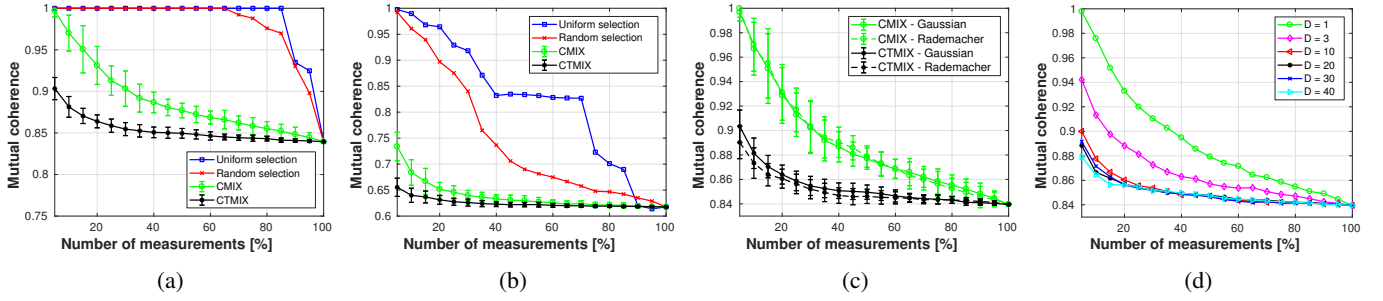 Mutual coherence
1
0.95
0.9
0.85
0.8
0.75
20
40
60
80
100
Number of measurements [%]
Uniform selection
Random selection
CMIX
CTMIX
(a)
Mutual coherence
1
0.95
0.9
0.85
0.8
0.75
0.7
0.65
0.6
20
40
60
80
100
Number of measurements [%]
Uniform selection
Random selection
CMIX
CTMIX
(b)
Mutual coherence
1
0.98
0.96
0.94
0.92
0.9
0.88
0.86
0.84
20
40
60
80
100
Number of measurements [%]
CMIX - Gaussian
CMIX - Rademacher
CTMIX - Gaussian
CTMIX - Rademacher
(c)
Mutual coherence
1
0.98
0.96
0.94
0.92
0.9
0.88
0.86
0.84
20
40
60
80
100
Number of measurements [%]
D = 1
D = 3
D = 10
D = 20
D = 30
D = 40
(d)